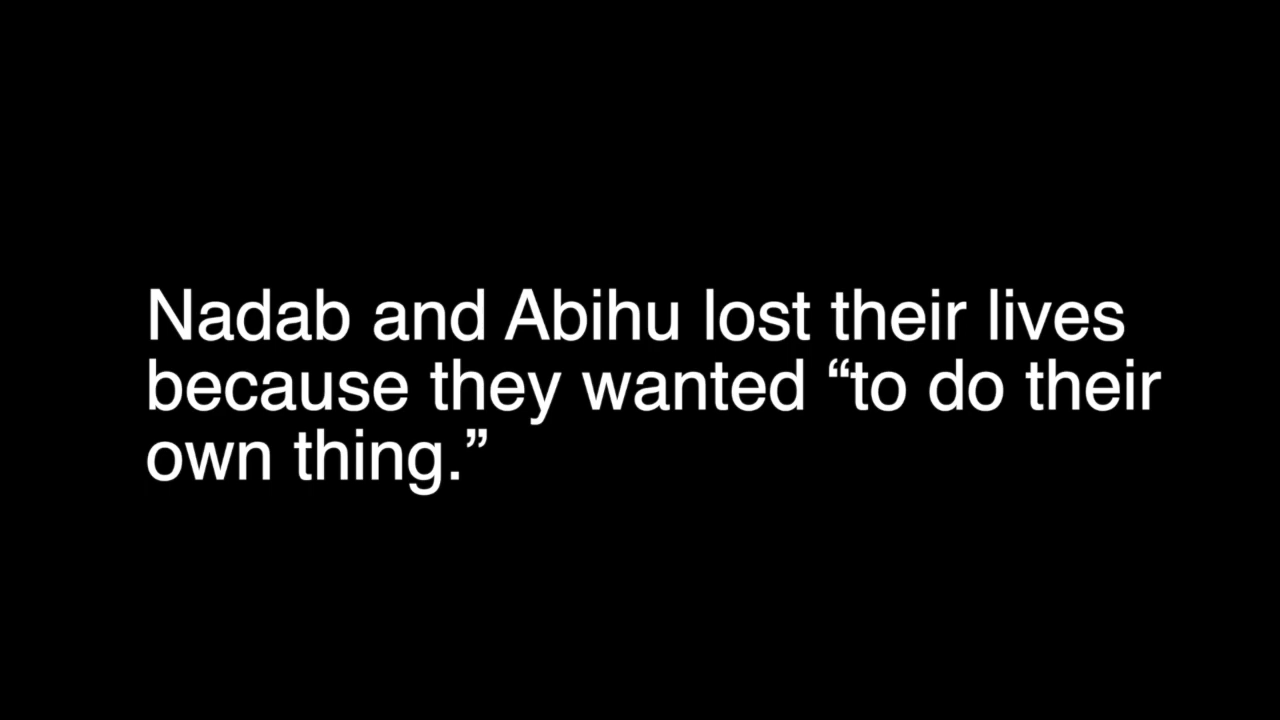 Nadab and Abihu lost their lives
because they wanted “to do their
own thing.”